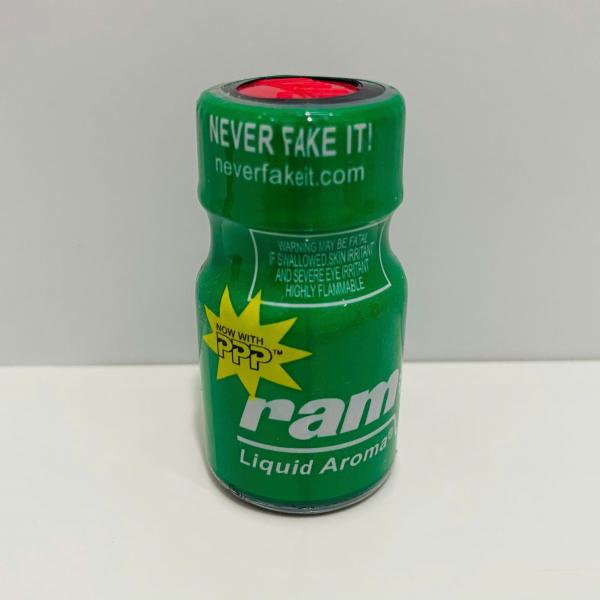 NEVER FAKE IT!
neverfakeit.com
WARNING MAY BE FATAL
IF SWALLOWED.SKIN IRRITANT
AND SEVERE EYE IRRITANT
HIGHLY FLAMMABLE
NOW WITH
PPP™
ram
Liquid Aroma®